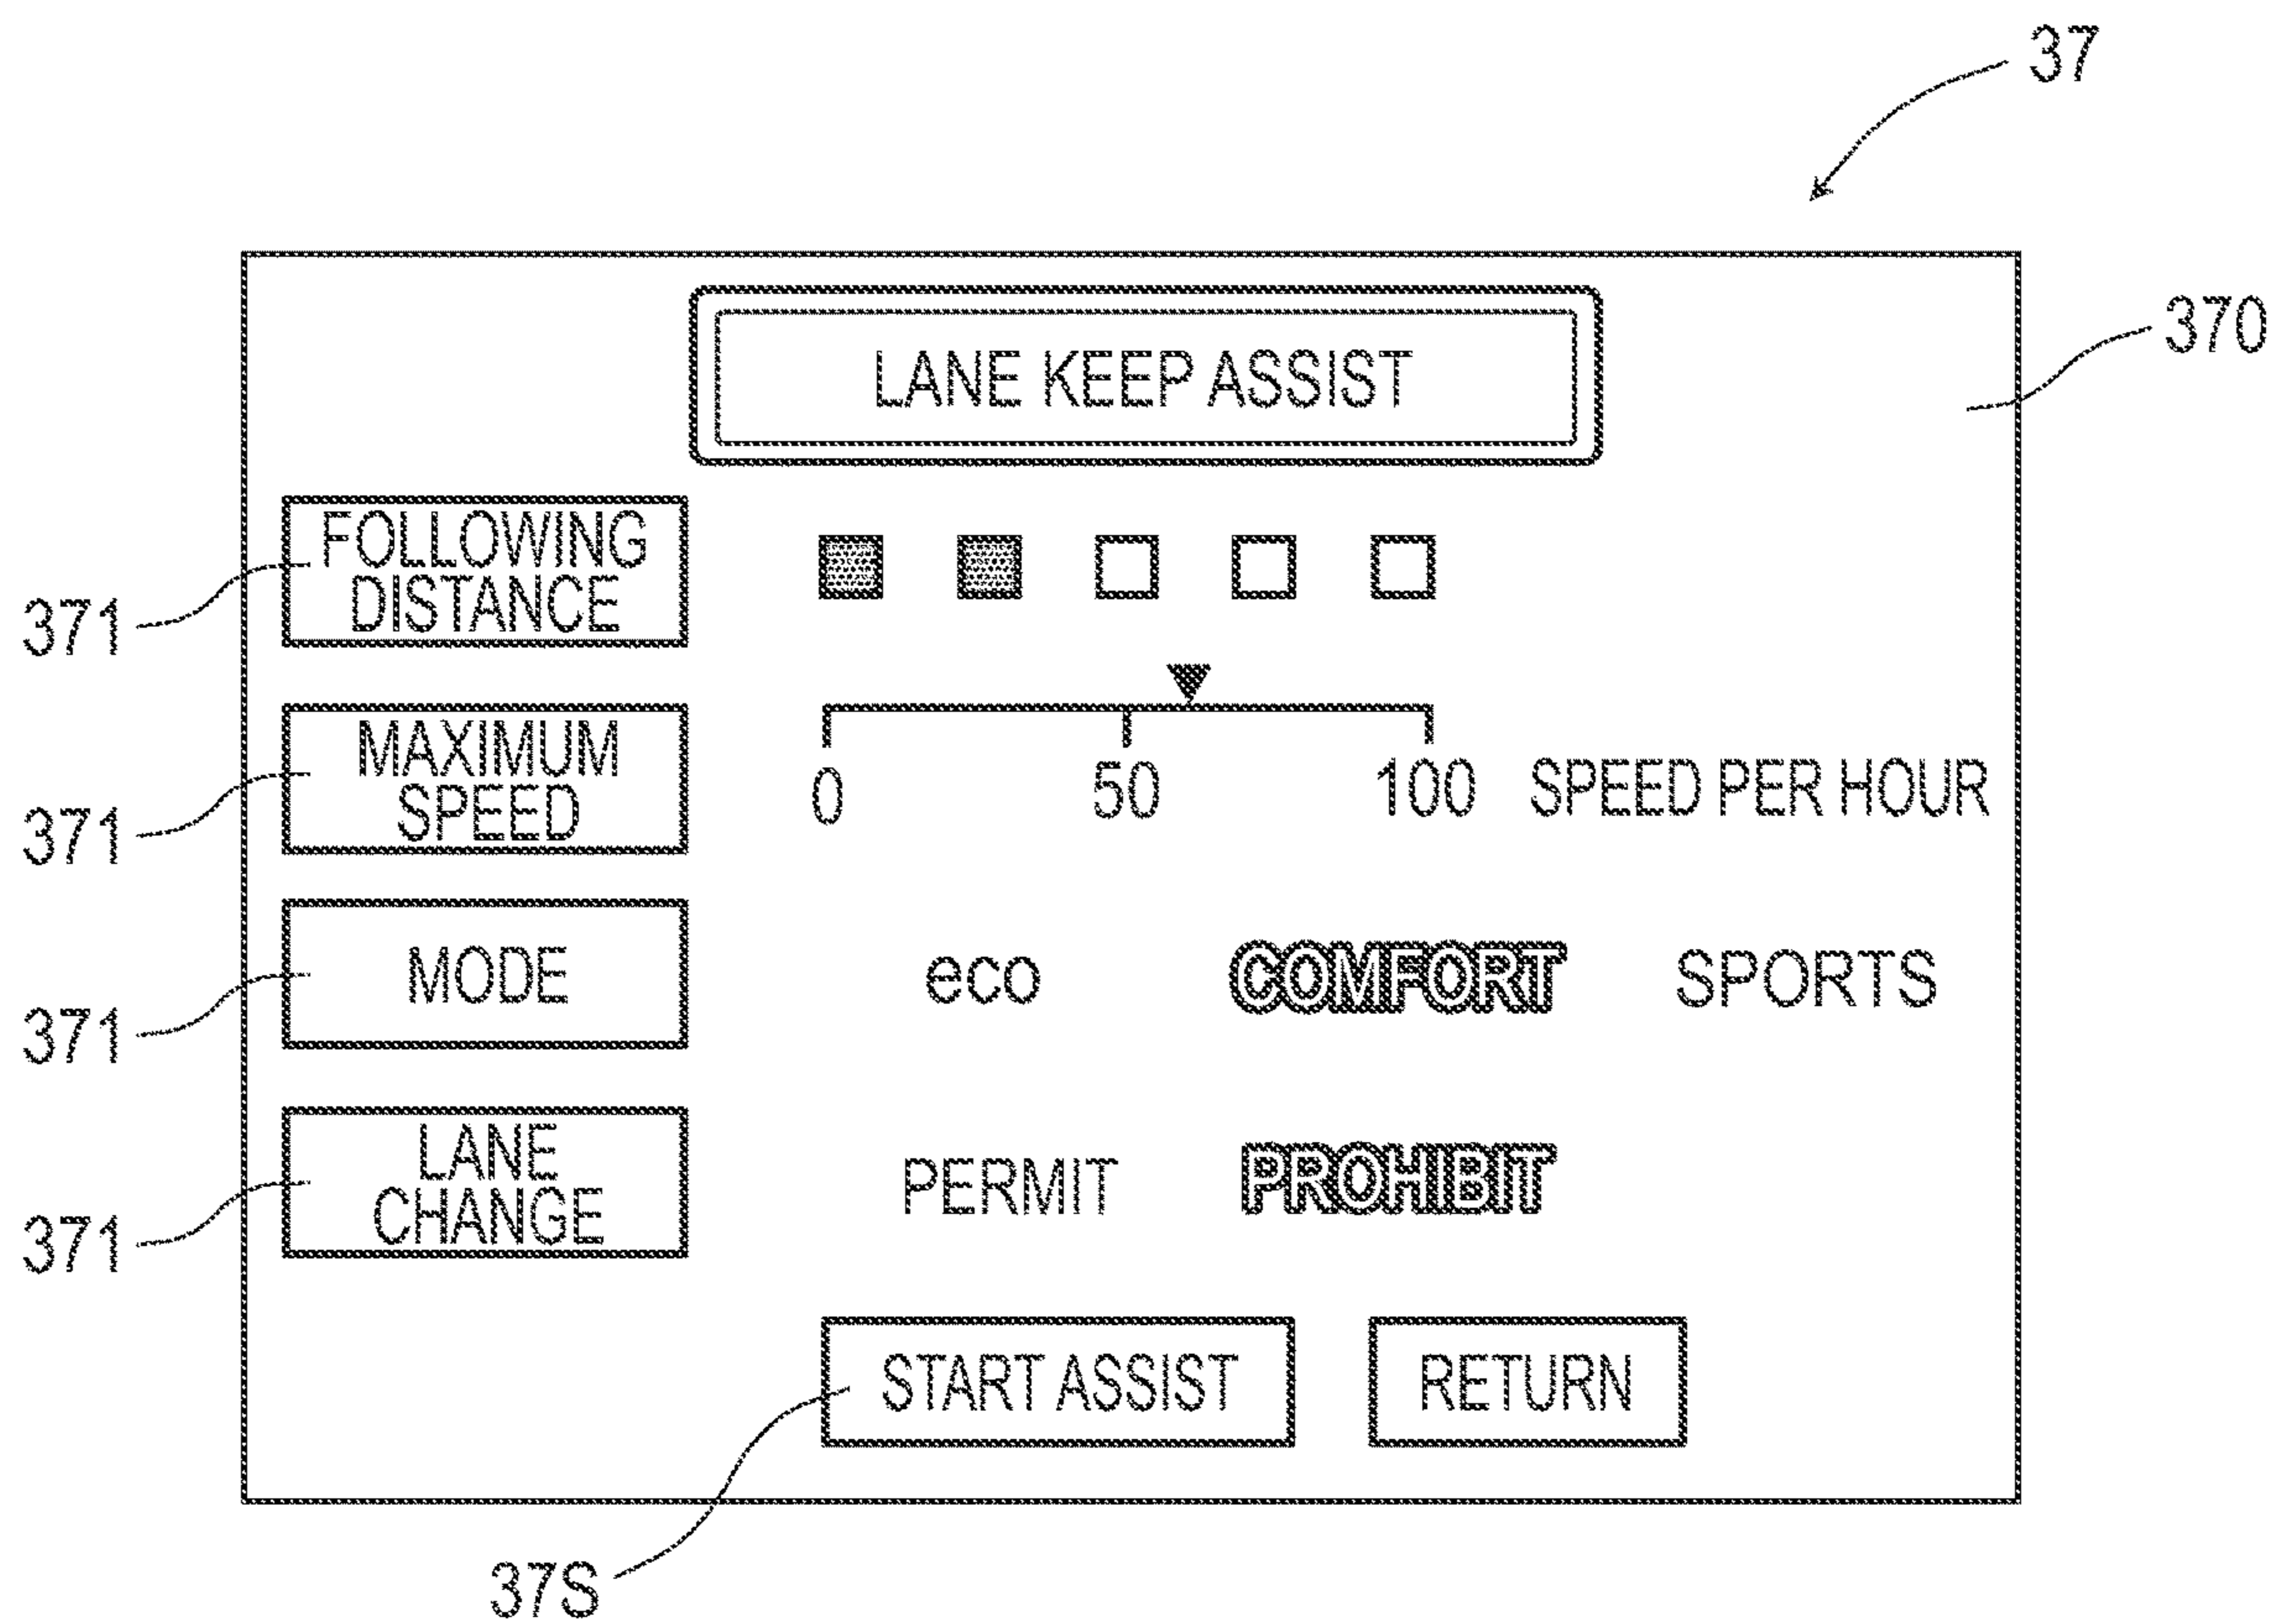 37
370
LANE KEEP ASSIST
FOLLOWING
DISTANCE
371
MAXIMUM
SPEED
0 50 100 SPEED PER HOUR
371
MODE eco COMFORT SPORTS
371
LANE
CHANGE
PERMIT PROHIBIT
371
START ASSIST RETURN
37S